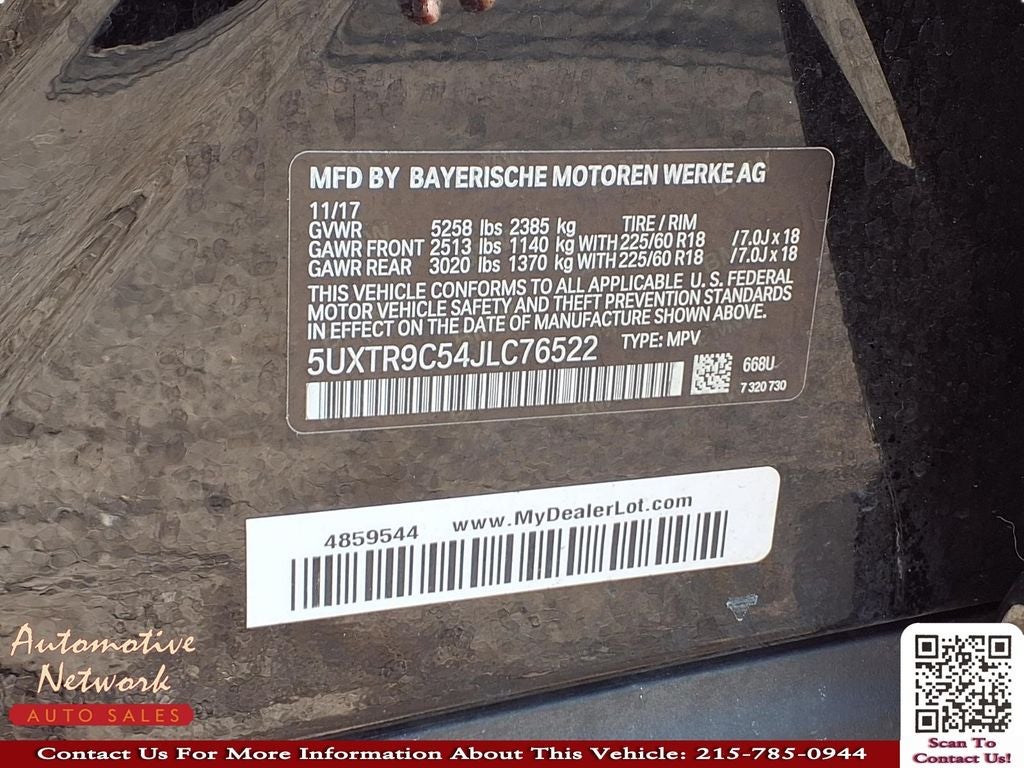 MFD BY BAYERISCHE MOTOREN WERKE AG
11/17
GVWR 5258 lbs 2385 kg TIRE / RIM
GAWR FRONT 2513 lbs 1140 kg WITH 225/60 R18 /7.0J x 18
GAWR REAR 3020 lbs 1370 kg WITH 225/60 R18 /7.0J x 18
THIS VEHICLE CONFORMS TO ALL APPLICABLE U. S. FEDERAL
MOTOR VEHICLE SAFETY AND THEFT PREVENTION STANDARDS
IN EFFECT ON THE DATE OF MANUFACTURE SHOWN ABOVE.
5UXTR9C54JLC76522 TYPE: MPV
668U
7 320 730
4859544 www.MyDealerLot.com
Automotive
Network
AUTO SALES
Scan To
Contact Us!
Contact Us For More Information About This Vehicle: 215-785-0944